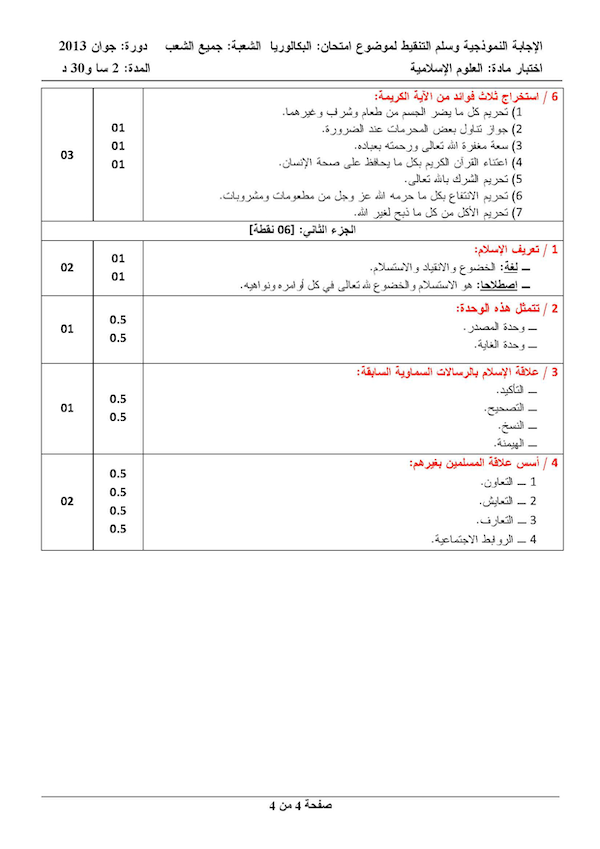 الإجابة النموذجية وسلم التنقيط لموضوع امتحان: البكالوريا الشعبة: جميع الشعب دورة: جوان 2013
اختبار مادة: العلوم الإسلامية المدة: 2 سا و30 د
6 / استخراج ثلاث فوائد من الآية الكريمة:
1) تحريم كل ما يضر الجسم من طعام وشراب وغيرهما.
2) جواز تناول بعض المحرمات عند الضرورة.
3) سعة مغفرة الله تعالى ورحمته بعباده.
4) اعتناء القرآن الكريم بكل ما يحافظ على صحة الإنسان.
5) تحريم الشرك بالله تعالى.
6) تحريم الانتفاع بكل ما حرمه الله عز وجل من مطعومات ومشروبات.
7) تحريم الأكل من كل ما ذبح لغير الله.
01
01
01
03
الجزء الثاني: [06 نقطة]
1 / تعريف الإسلام:
ــ لغة: الخضوع والانقياد والاستسلام.
ــ إصطلاحا: هو الاستسلام والخضوع لله تعالى في كل أوامره ونواهيه.
01
01
02
2 / تتمثل هذه الوحدة:
ــ وحدة المصدر.
ــ وحدة الغاية.
0.5
0.5
01
3 / علاقة الإسلام بالرسالات السماوية السابقة:
ــ التأكيد.
ــ التصحيح.
ــ النسخ.
ــ الهيمنة.
0.5
0.5
01
4 / أسس علاقة المسلمين بغيرهم:
1 ــ التعاون.
2 ــ التعايش.
3 ــ التعارف.
4 ــ الروابط الاجتماعية.
0.5
0.5
0.5
0.5
02
صفحة 4 من 4